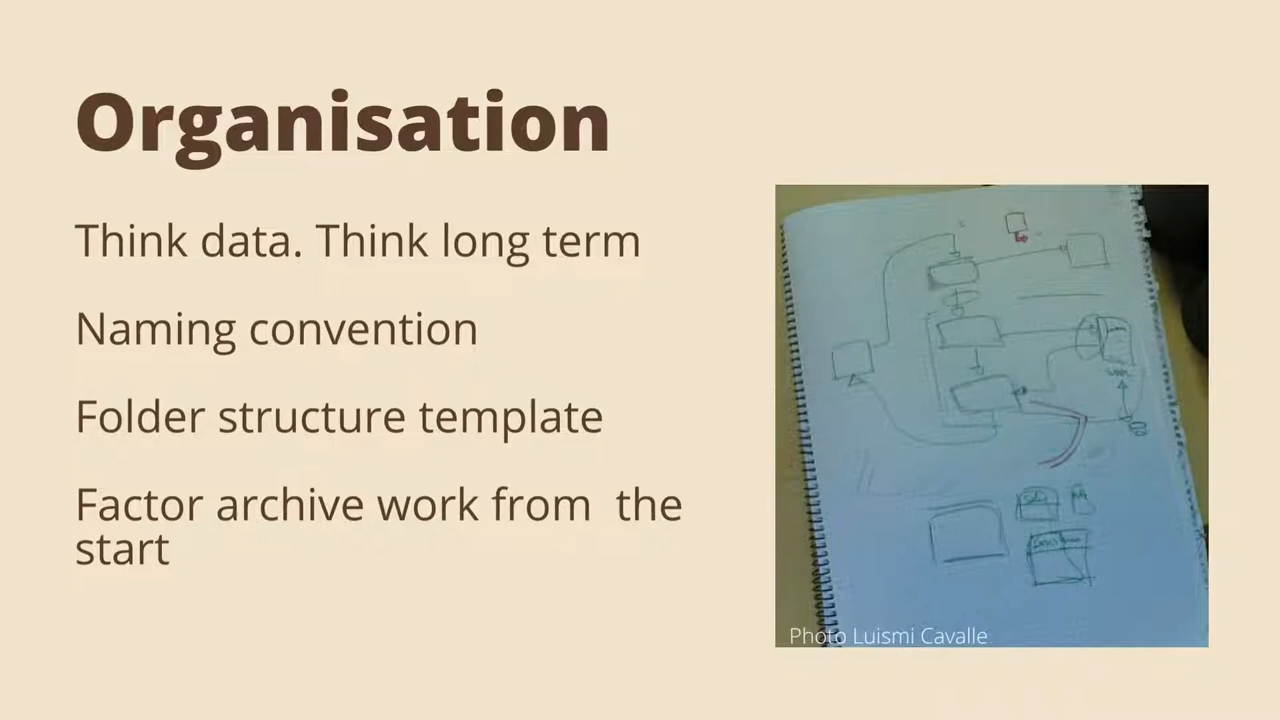 Organisation
Think data. Think long term
Naming convention
Folder structure template
Factor archive work from  the
start
Photo Luismi Cavalle